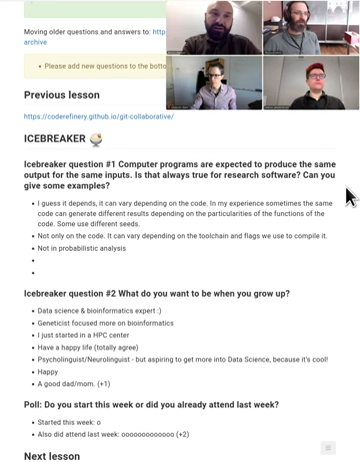 Moving older questions and answers to: http
archive
Please add new questions to the botto
Previous lesson
https://coderefinery.github.io/git-collaborative/
ICEBREAKER
Icebreaker question #1 Computer programs are expected to produce the same
output for the same inputs. Is that always true for research software? Can you
give some examples?
I guess it depends, it can vary depending on the code. In my experience sometimes the same
code can generate different results depending on the particularities of the functions of the
code. Some use different seeds.
Not only on the code. It can vary depending on the toolchain and flags we use to compile it.
Not in probabilistic analysis
Icebreaker question #2 What do you want to be when you grow up?
Data science & bioinformatics expert :)
Geneticist focused more on bioinformatics
I just started in a HPC center
Have a happy life (totally agree)
Psycholinguist/Neurolinguist - but aspiring to get more into Data Science, because it's cool!
Happy
A good dad/mom. (+1)
Poll: Do you start this week or did you already attend last week?
Started this week: o
Also did attend last week: ooooooooooooo (+2)
Next lesson